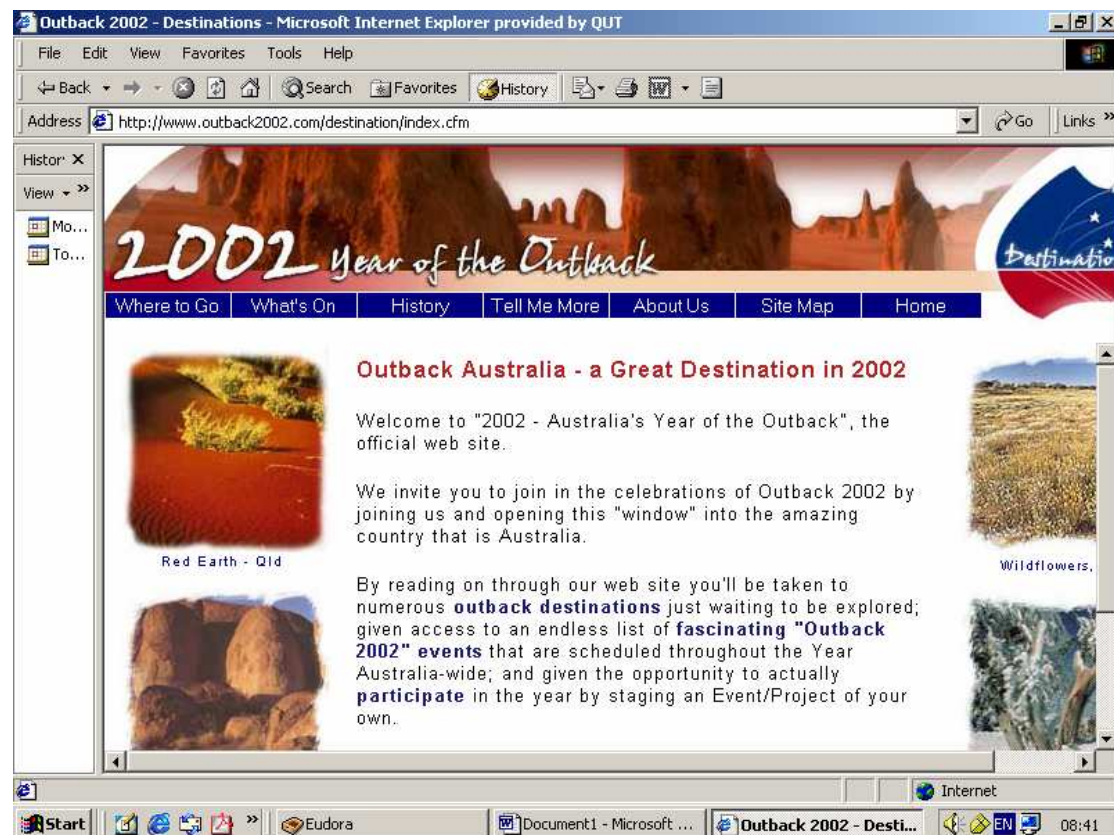 Outback 2002 - Destinations - Microsoft Internet Explorer provided by QUT
File Edit View Favorites Tools Help
Back Search Favorites History
Address http://www.outback2002.com/destination/index.cfm Go Links »
Histor
View »
Mo...
To...
2002 Year of the Outback
Destinatio
Where to Go What's On History Tell Me More About Us Site Map Home
Outback Australia - a Great Destination in 2002
Welcome to "2002 - Australia's Year of the Outback", the
official web site.
We invite you to join in the celebrations of Outback 2002 by
joining us and opening this "window" into the amazing
country that is Australia.
Red Earth - Qld
Wildflowers,
By reading on through our web site you'll be taken to
numerous outback destinations just waiting to be explored;
given access to an endless list of fascinating "Outback
2002" events that are scheduled throughout the Year
Australia-wide; and given the opportunity to actually
participate in the year by staging an Event/Project of your
own.
Internet
Start » Eudora Document1 - Microsoft ... Outback 2002 - Desti... EN 08:41